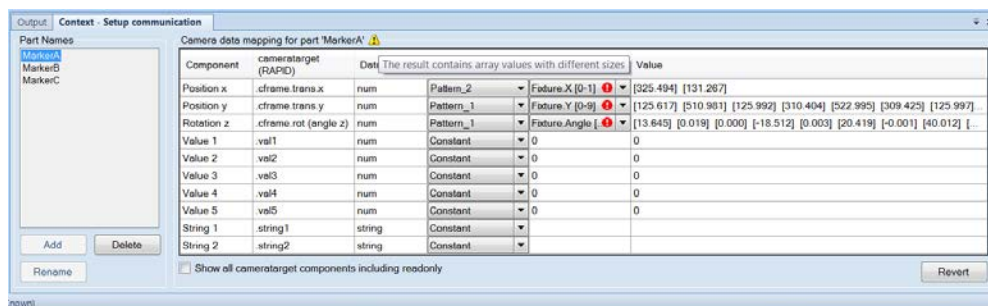 Output Context - Setup communication
Part Names
MarkerA
MarkerB
MarkerC
Add Delete
Rename
Camera data mapping for part 'MarkerA'
Component cameratarget (RAPID) Data The result contains array values with different sizes Value
Position x .cframe.trans.x num Pattern_2 Fixture.X [0-1] [325.494] [131.267]
Position y .cframe.trans.y num Pattern_1 Fixture.Y [0-9] [125.617] [510.981] [125.992] [310.404] [522.995] [309.425] [125.997]...
Rotation z .cframe.rot (angle z) num Pattern_1 Fixture.Angle [. [13.645] [0.019] [0.000] [-18.512] [0.003] [20.419] [-0.001] [40.012] [...
Value 1 .val1 num Constant 0 0
Value 2 .val2 num Constant 0 0
Value 3 .val3 num Constant 0 0
Value 4 .val4 num Constant 0 0
Value 5 .val5 num Constant 0 0
String 1 .string1 string Constant
String 2 .string2 string Constant
Show all cameratarget components including readonly
Revert